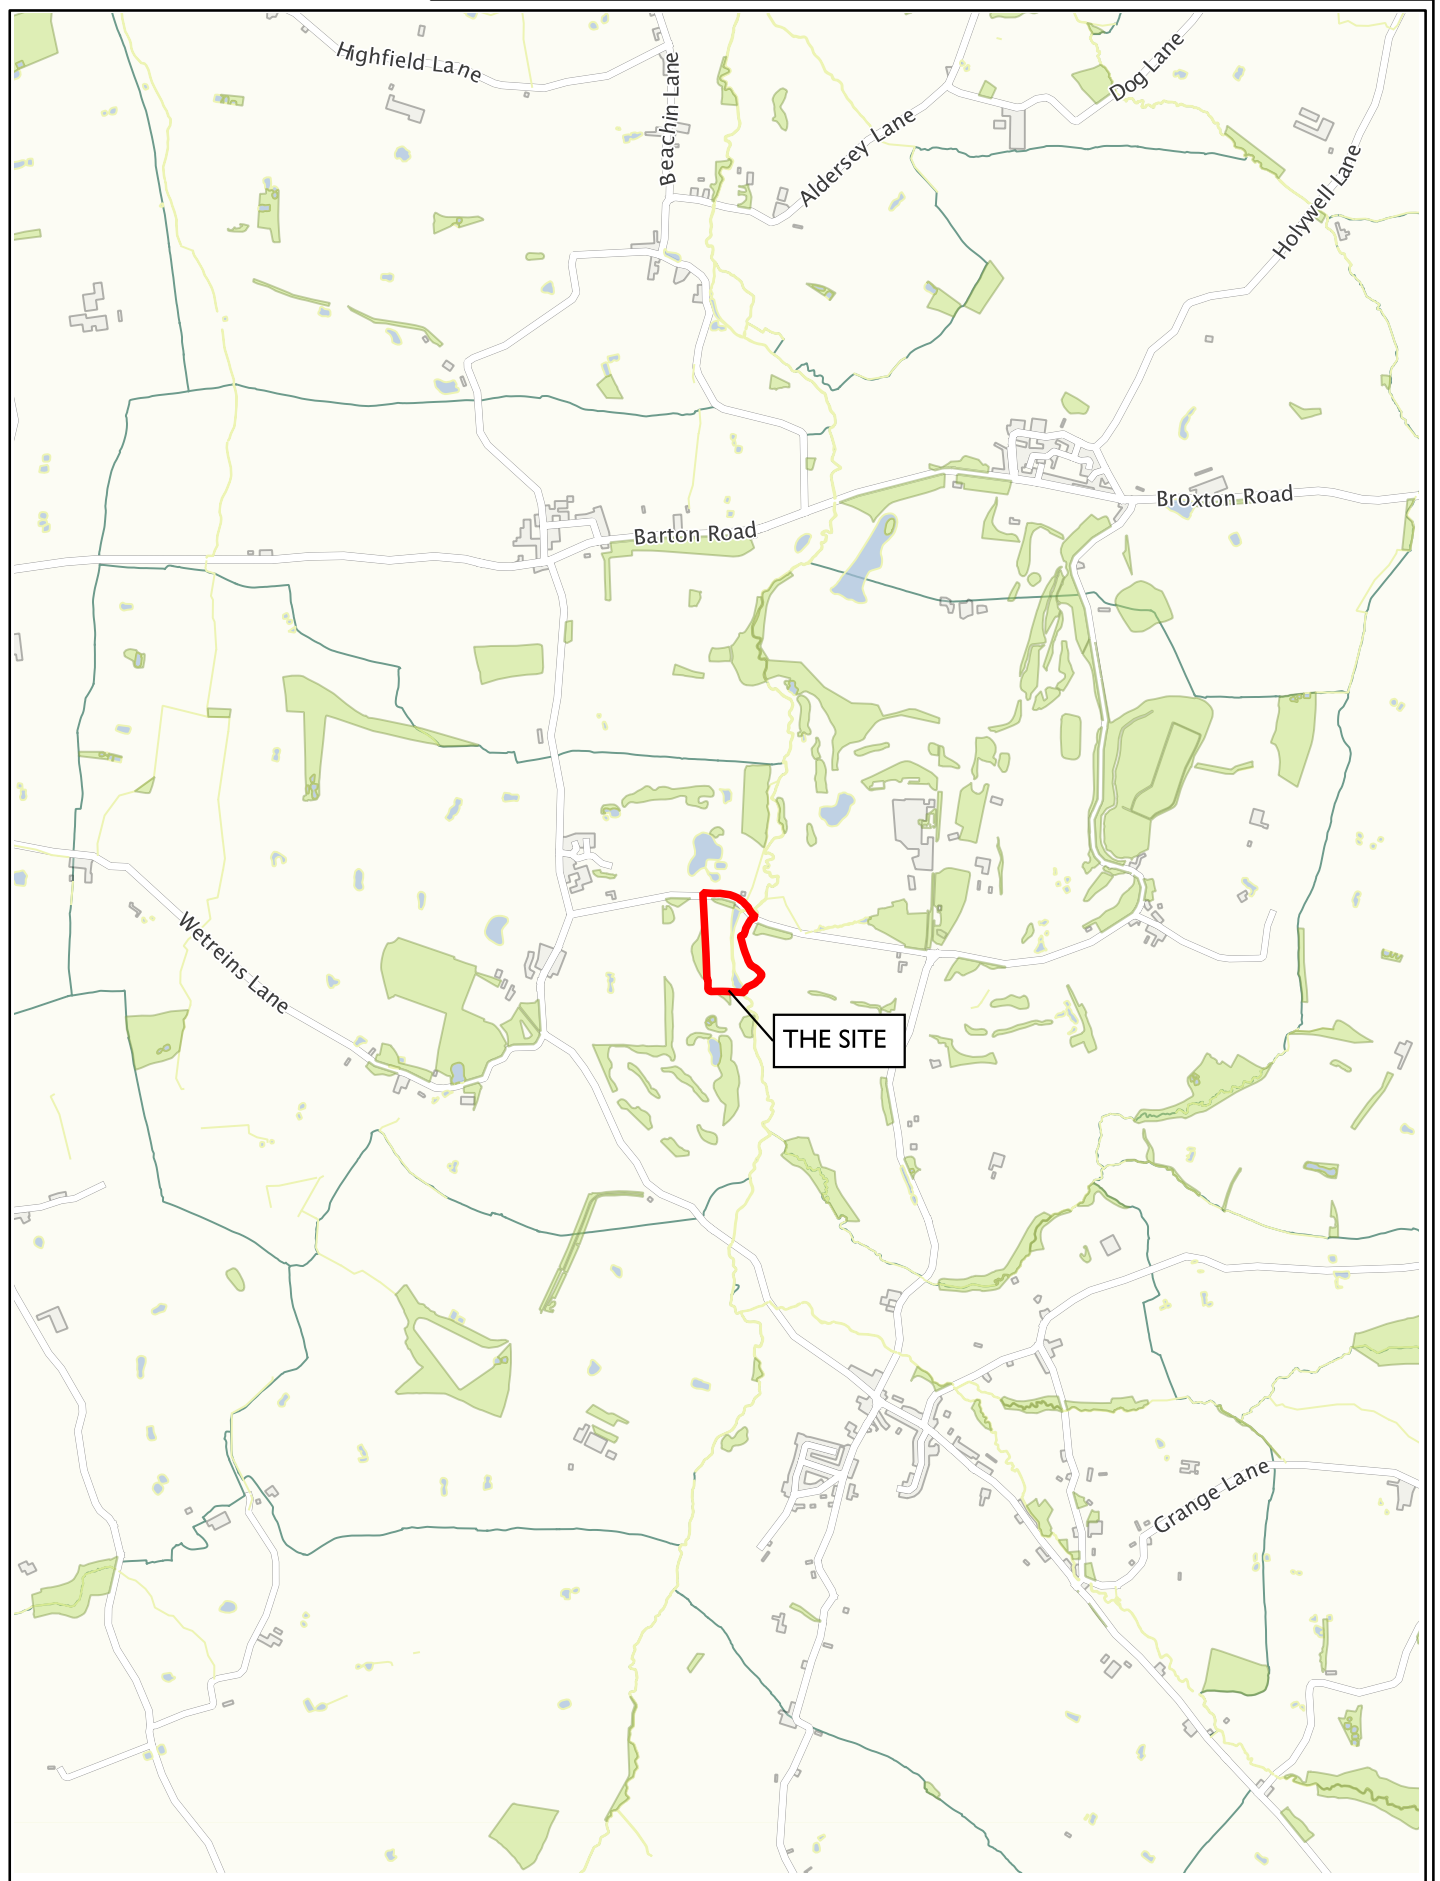 Highfield Lane
Beachin Lane
Dog Lane
Aldersey Lane
Holywell Lane
Broxton Road
Barton Road
Wetreins Lane
THE SITE
Grange Lane